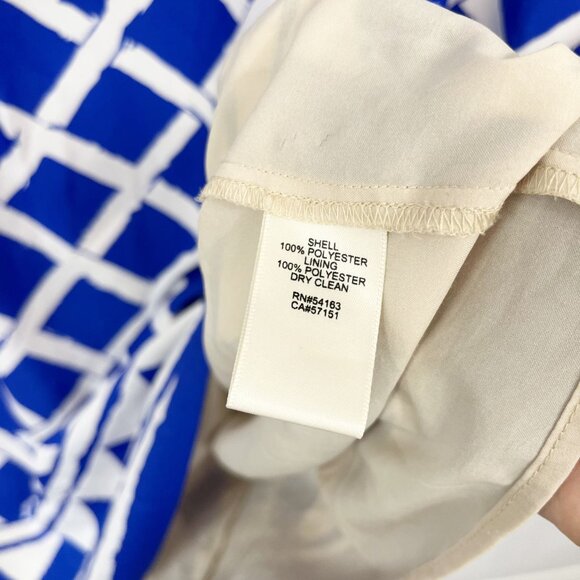 SHELL
100% POLYESTER
LINING
100% POLYESTER
DRY CLEAN
RN#54163
CA#57151